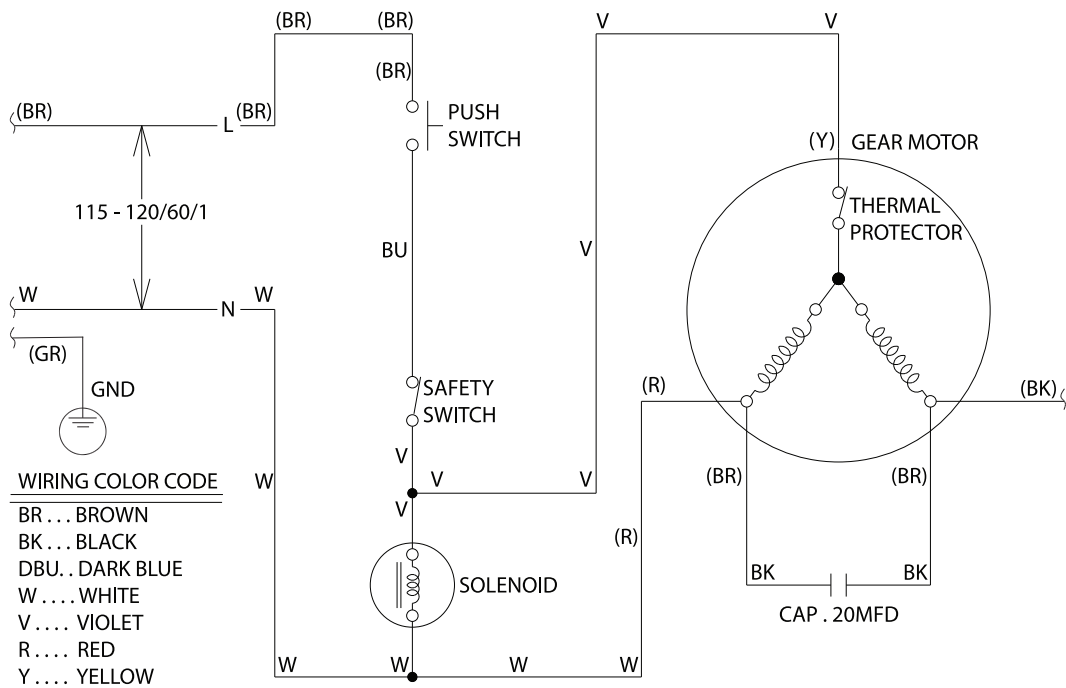 (BR)
(BR)
V
V
(BR)
(BR)
L
(BR)
PUSH
SWITCH
(Y)
GEAR MOTOR
THERMAL
PROTECTOR
115 - 120/60/1
BU
V
W
N
W
(GR)
GND
SAFETY
SWITCH
(R)
(BK)
V
V
V
V
W
(BR)
(BR)
(R)
WIRING COLOR CODE
BR . . . BROWN
BK . . . BLACK
DBU. . DARK BLUE
W . . . . WHITE
V . . . . VIOLET
R . . . . RED
Y . . . . YELLOW
SOLENOID
BK
BK
CAP . 20MFD
W
W
W
W